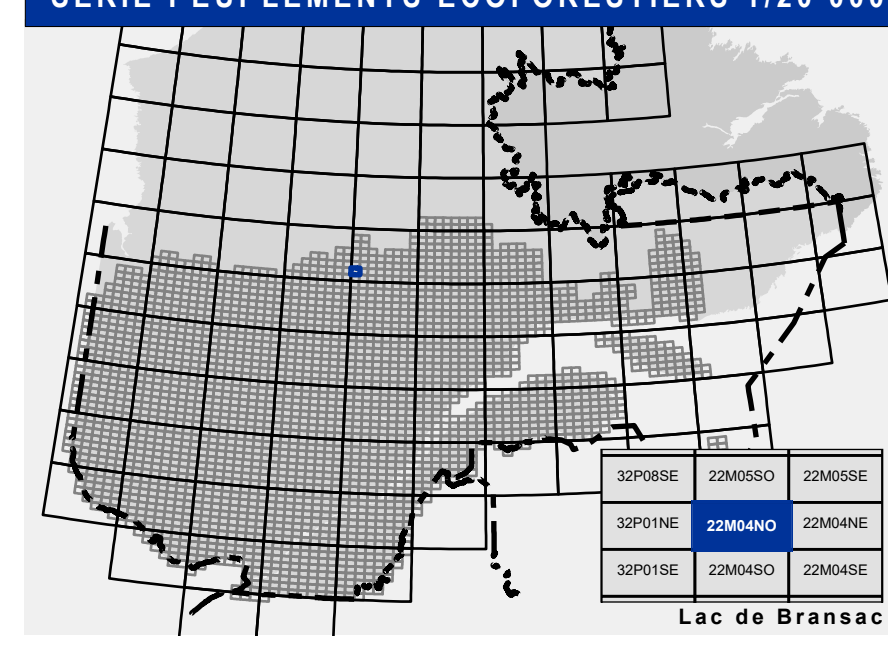 SÉRIE PEUPLEMENTS ÉCOFORESTIERS 1/20 000
32P08SE 22M05SO 22M05SE
32P01NE 22M04NO 22M04NE
32P01SE 22M04SO 22M04SE
Lac de Bransac